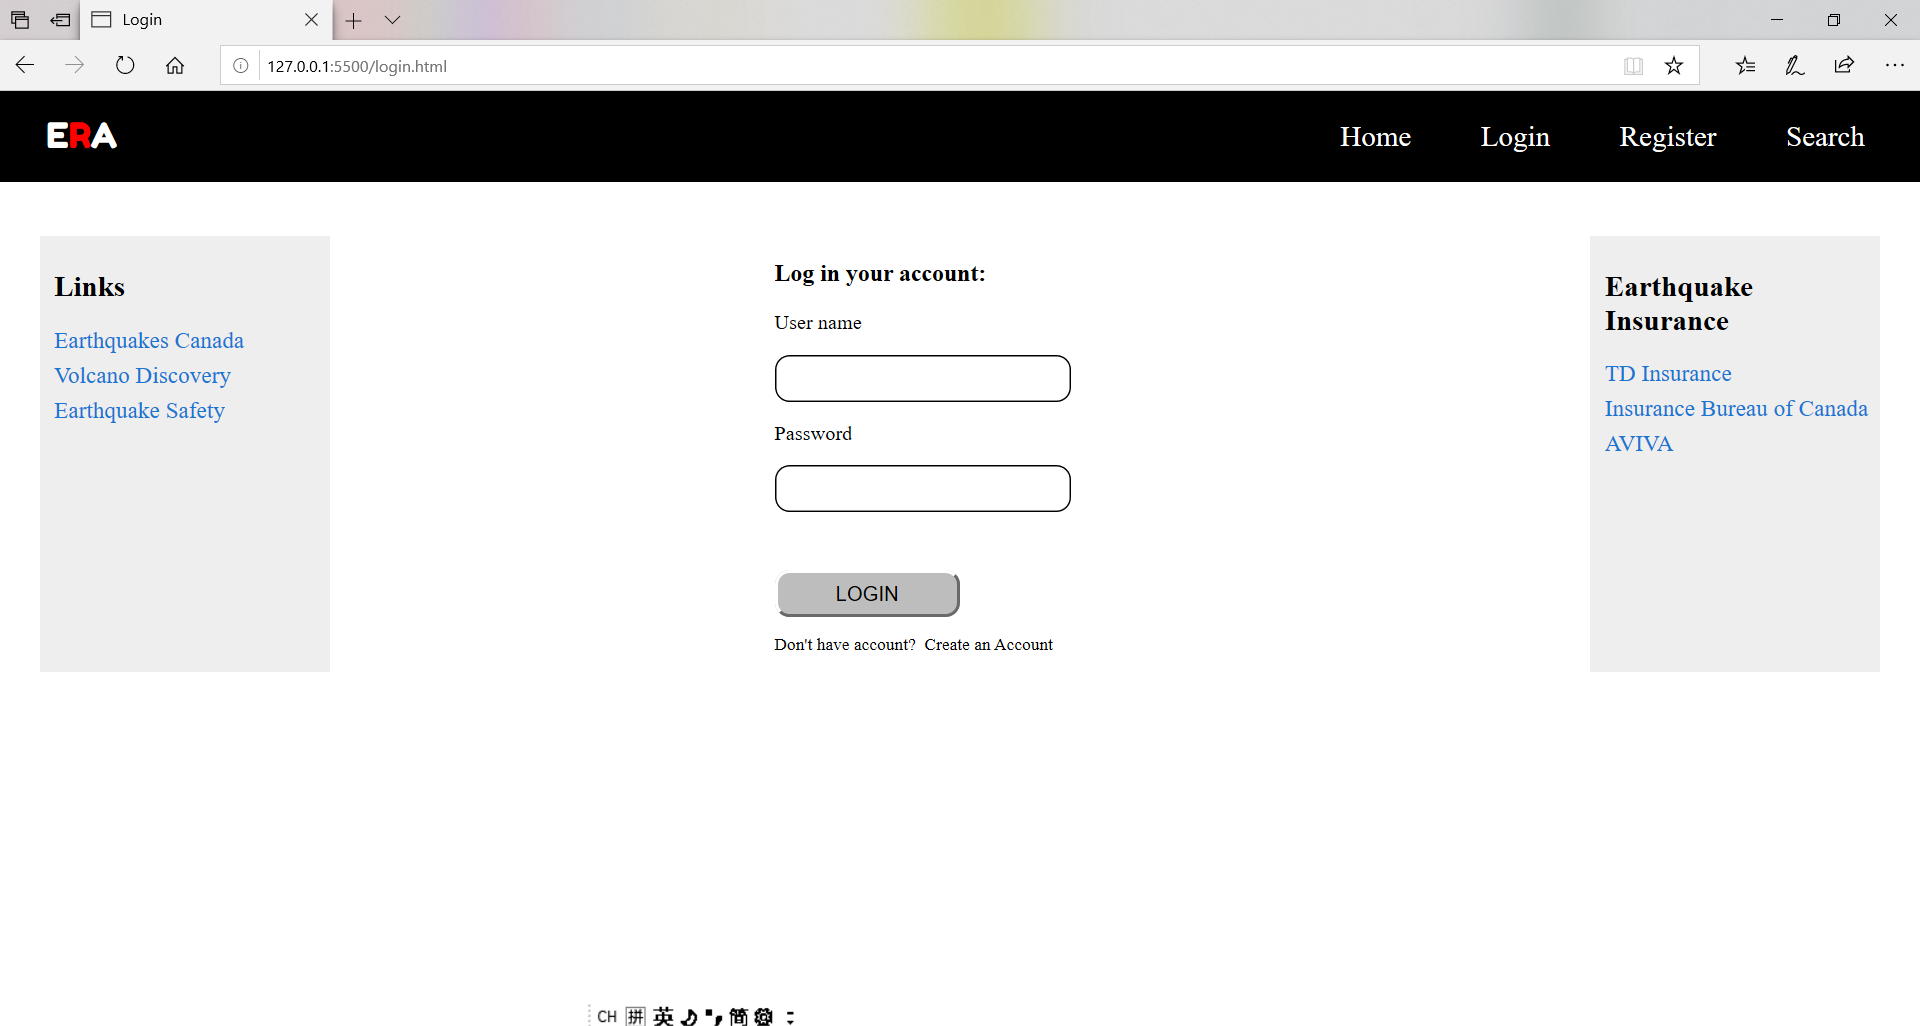 Login
127.0.0.1:5500/login.html
ERA
Home
Login
Register
Search
Links
Earthquakes Canada
Volcano Discovery
Earthquake Safety
Log in your account:
User name
Password
LOGIN
Don't have account? Create an Account
Earthquake
Insurance
TD Insurance
Insurance Bureau of Canada
AVIVA
CH 拼 英 简